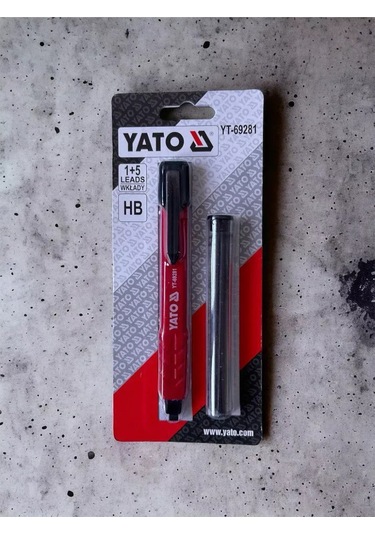 YATO
YT-69281
1+5
LEADS
WKŁADY
HB
YATO YT-69281
www.yato.com